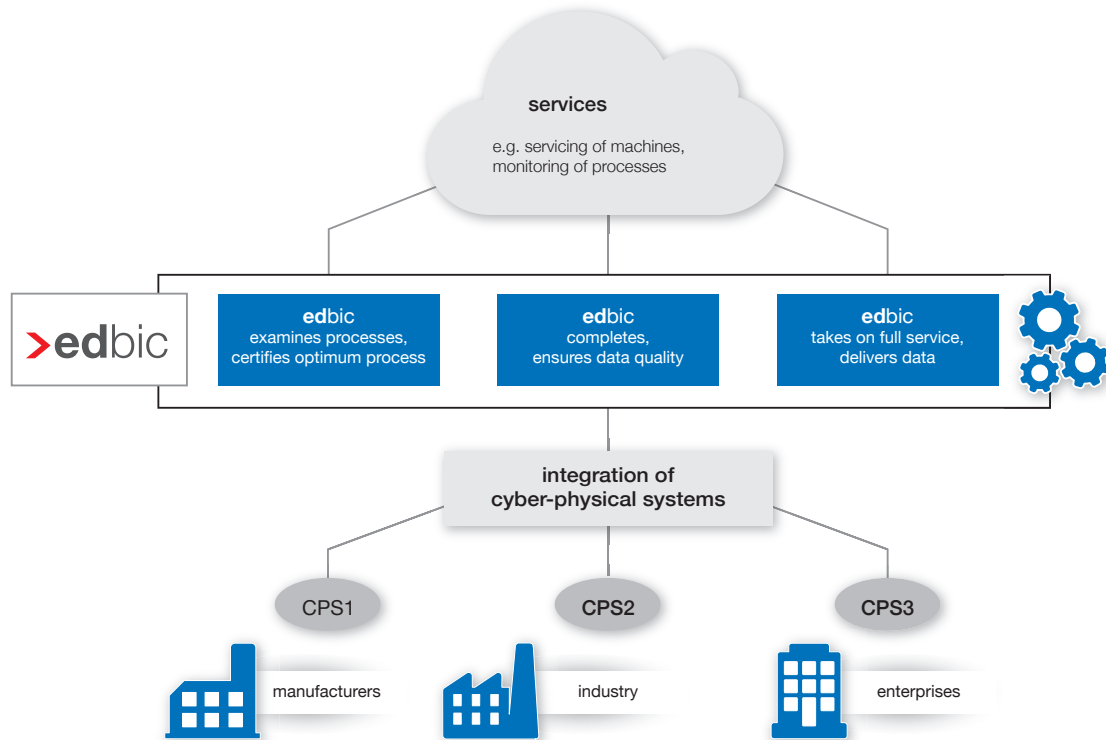 services
e.g. servicing of machines,
monitoring of processes
edbic
edbic
examines processes,
certifies optimum process
edbic
completes,
ensures data quality
edbic
takes on full service,
delivers data
integration of
cyber-physical systems
CPS1
CPS2
CPS3
manufacturers
industry
enterprises